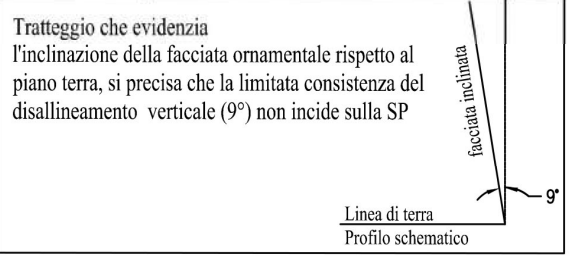 Tratteggio che evidenzia
l'inclinazione della facciata ornamentale rispetto al
piano terra, si precisa che la limitata consistenza del
disallineamento verticale (9°) non incide sulla SP
facciata inclinata
9°
Linea di terra
Profilo schematico